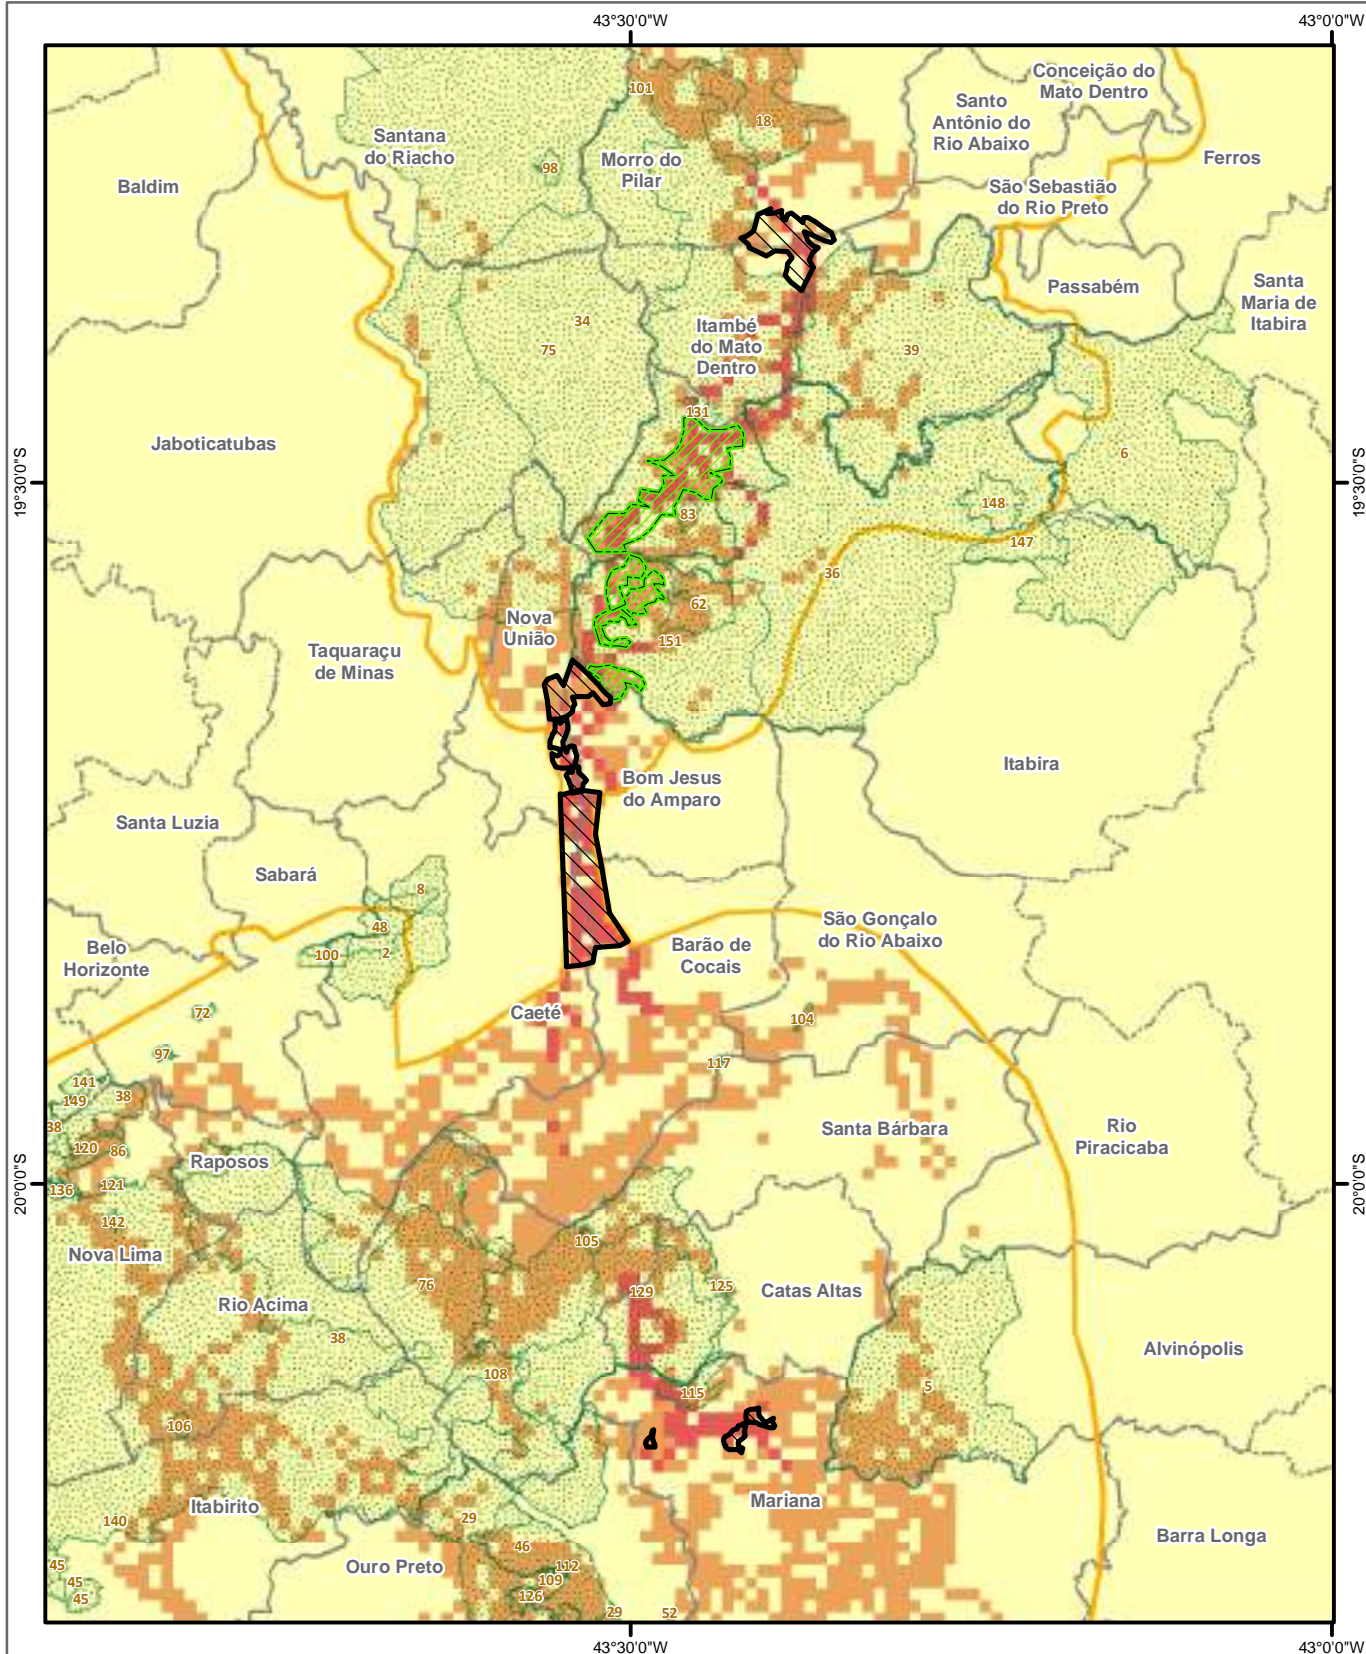 43°30'0"W
43°0'0"W
Conceição do
Mato Dentro
101
Santo
Antônio do
Rio Abaixo
18
Santana
do Riacho
Morro do
Pilar
Ferros
98
Baldim
São Sebastião
do Rio Preto
Passabém
Santa
Maria de
Itabira
34
Itambé
do Mato
Dentro
75
39
131
Jaboticatubas
6
19°30'0"S
19°30'0"S
148
83
147
36
62
Nova
União
151
Taquaraçu
de Minas
Itabira
Bom Jesus
do Amparo
Santa Luzia
Sabará
8
48
São Gonçalo
do Rio Abaixo
Belo
Horizonte
100
2
Barão de
Cocais
72
Caeté
104
97
117
141
149
38
38
Santa Bárbara
Rio
Piracicaba
120
86
Raposos
20°0'0"S
20°0'0"S
136
121
142
Nova Lima
105
76
129
125
Catas Altas
Rio Acima
38
Alvinópolis
108
115
5
106
Mariana
Itabirito
140
29
Barra Longa
46
45
Ouro Preto
112
45
109
45
126
29
52
43°30'0"W
43°0'0"W